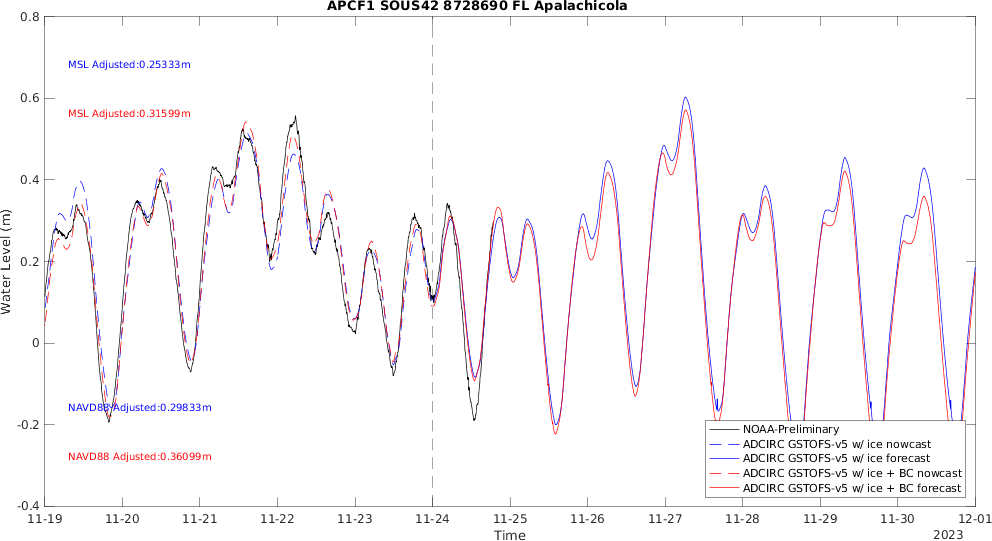 APCF1 SOUS42 8728690 FL Apalachicola
0.8
0.6
0.4
0.2
0
-0.2
-0.4
Water Level (m)
MSL Adjusted:0.25333m
MSL Adjusted:0.31599m
NAVD88 Adjusted:0.29833m
NAVD88 Adjusted:0.36099m
NOAA-Preliminary
ADCIRC GSTOFS-v5 w/ ice nowcast
ADCIRC GSTOFS-v5 w/ ice forecast
ADCIRC GSTOFS-v5 w/ ice + BC nowcast
ADCIRC GSTOFS-v5 w/ ice + BC forecast
11-19 11-20 11-21 11-22 11-23 11-24 11-25 11-26 11-27 11-28 11-29 11-30 12-01
Time
2023